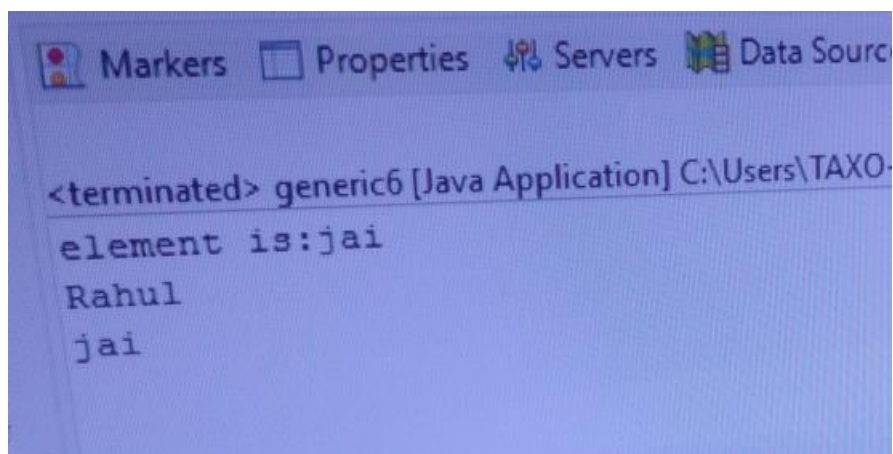 Markers Properties Servers Data Sourc
<terminated> generic6 [Java Application] C:\Users\TAXO-
element is:jai
Rahul
jai